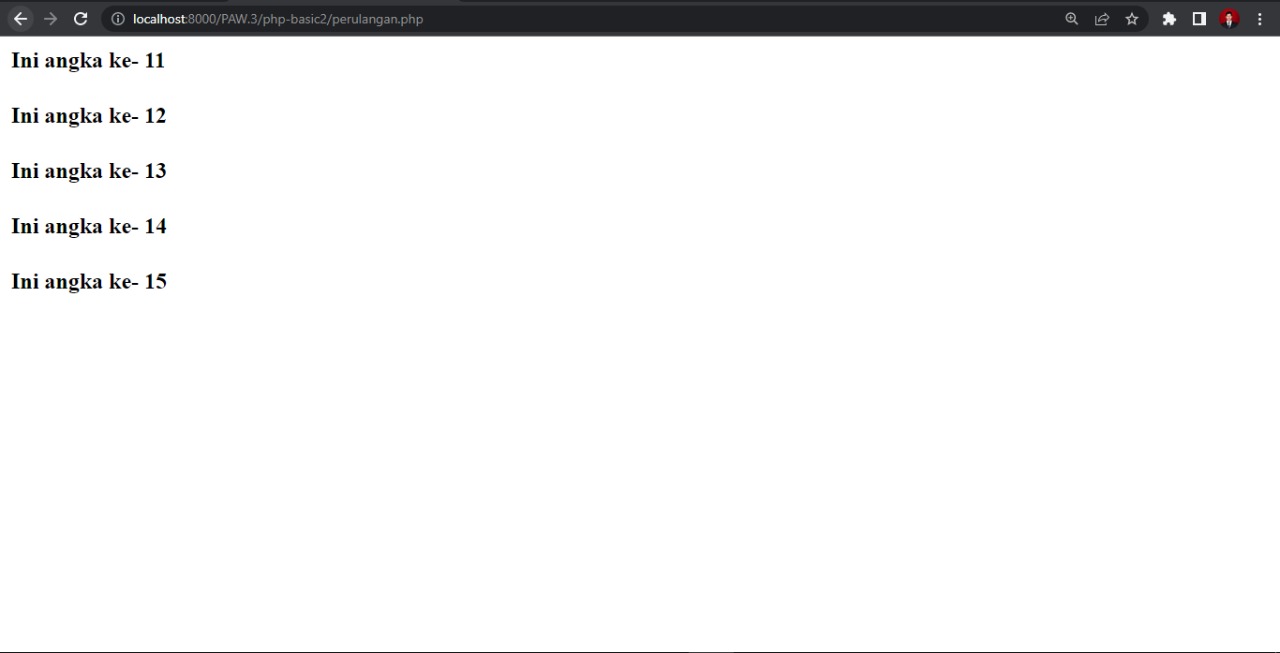 localhost:8000/PAW.3/php-basic2/perulangan.php
Ini angka ke- 11
Ini angka ke- 12
Ini angka ke- 13
Ini angka ke- 14
Ini angka ke- 15